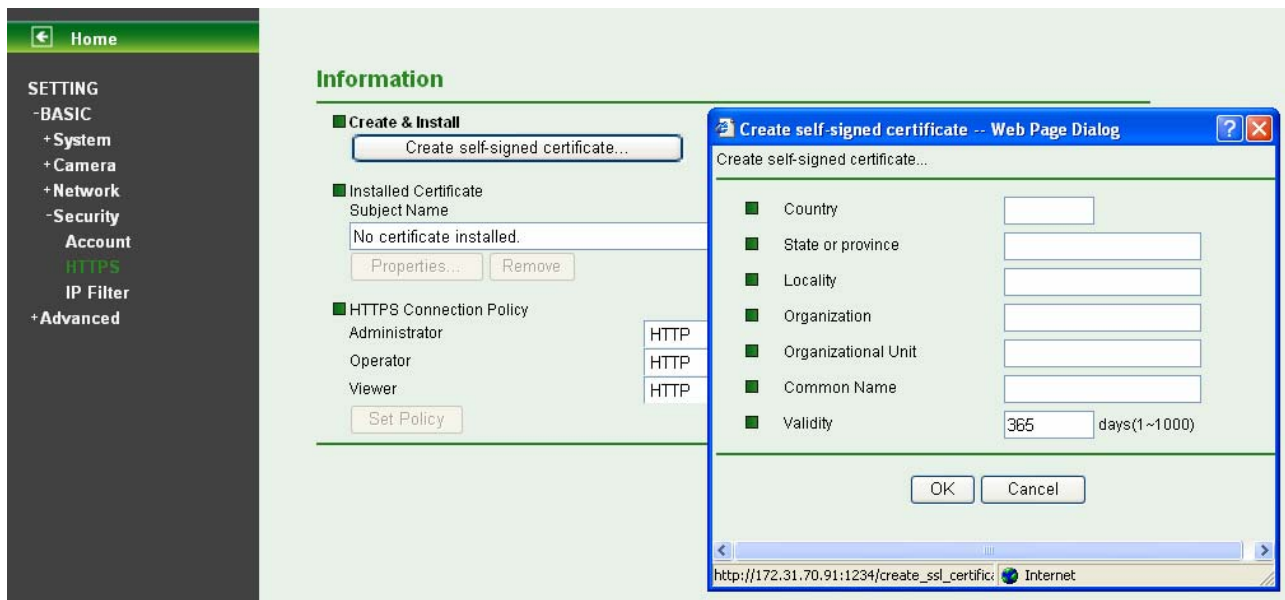 Home
SETTING
-BASIC
+System
+Camera
+Network
-Security
Account
HTTPS
IP Filter
+Advanced
Information
Create & Install
Create self-signed certificate...
Installed Certificate
Subject Name
No certificate installed.
Properties... Remove
HTTPS Connection Policy
Administrator HTTP
Operator HTTP
Viewer HTTP
Set Policy
Create self-signed certificate -- Web Page Dialog
Create self-signed certificate...
Country
State or province
Locality
Organization
Organizational Unit
Common Name
Validity 365 days(1~1000)
OK Cancel
http://172.31.70.91:1234/create_ssl_certific Internet